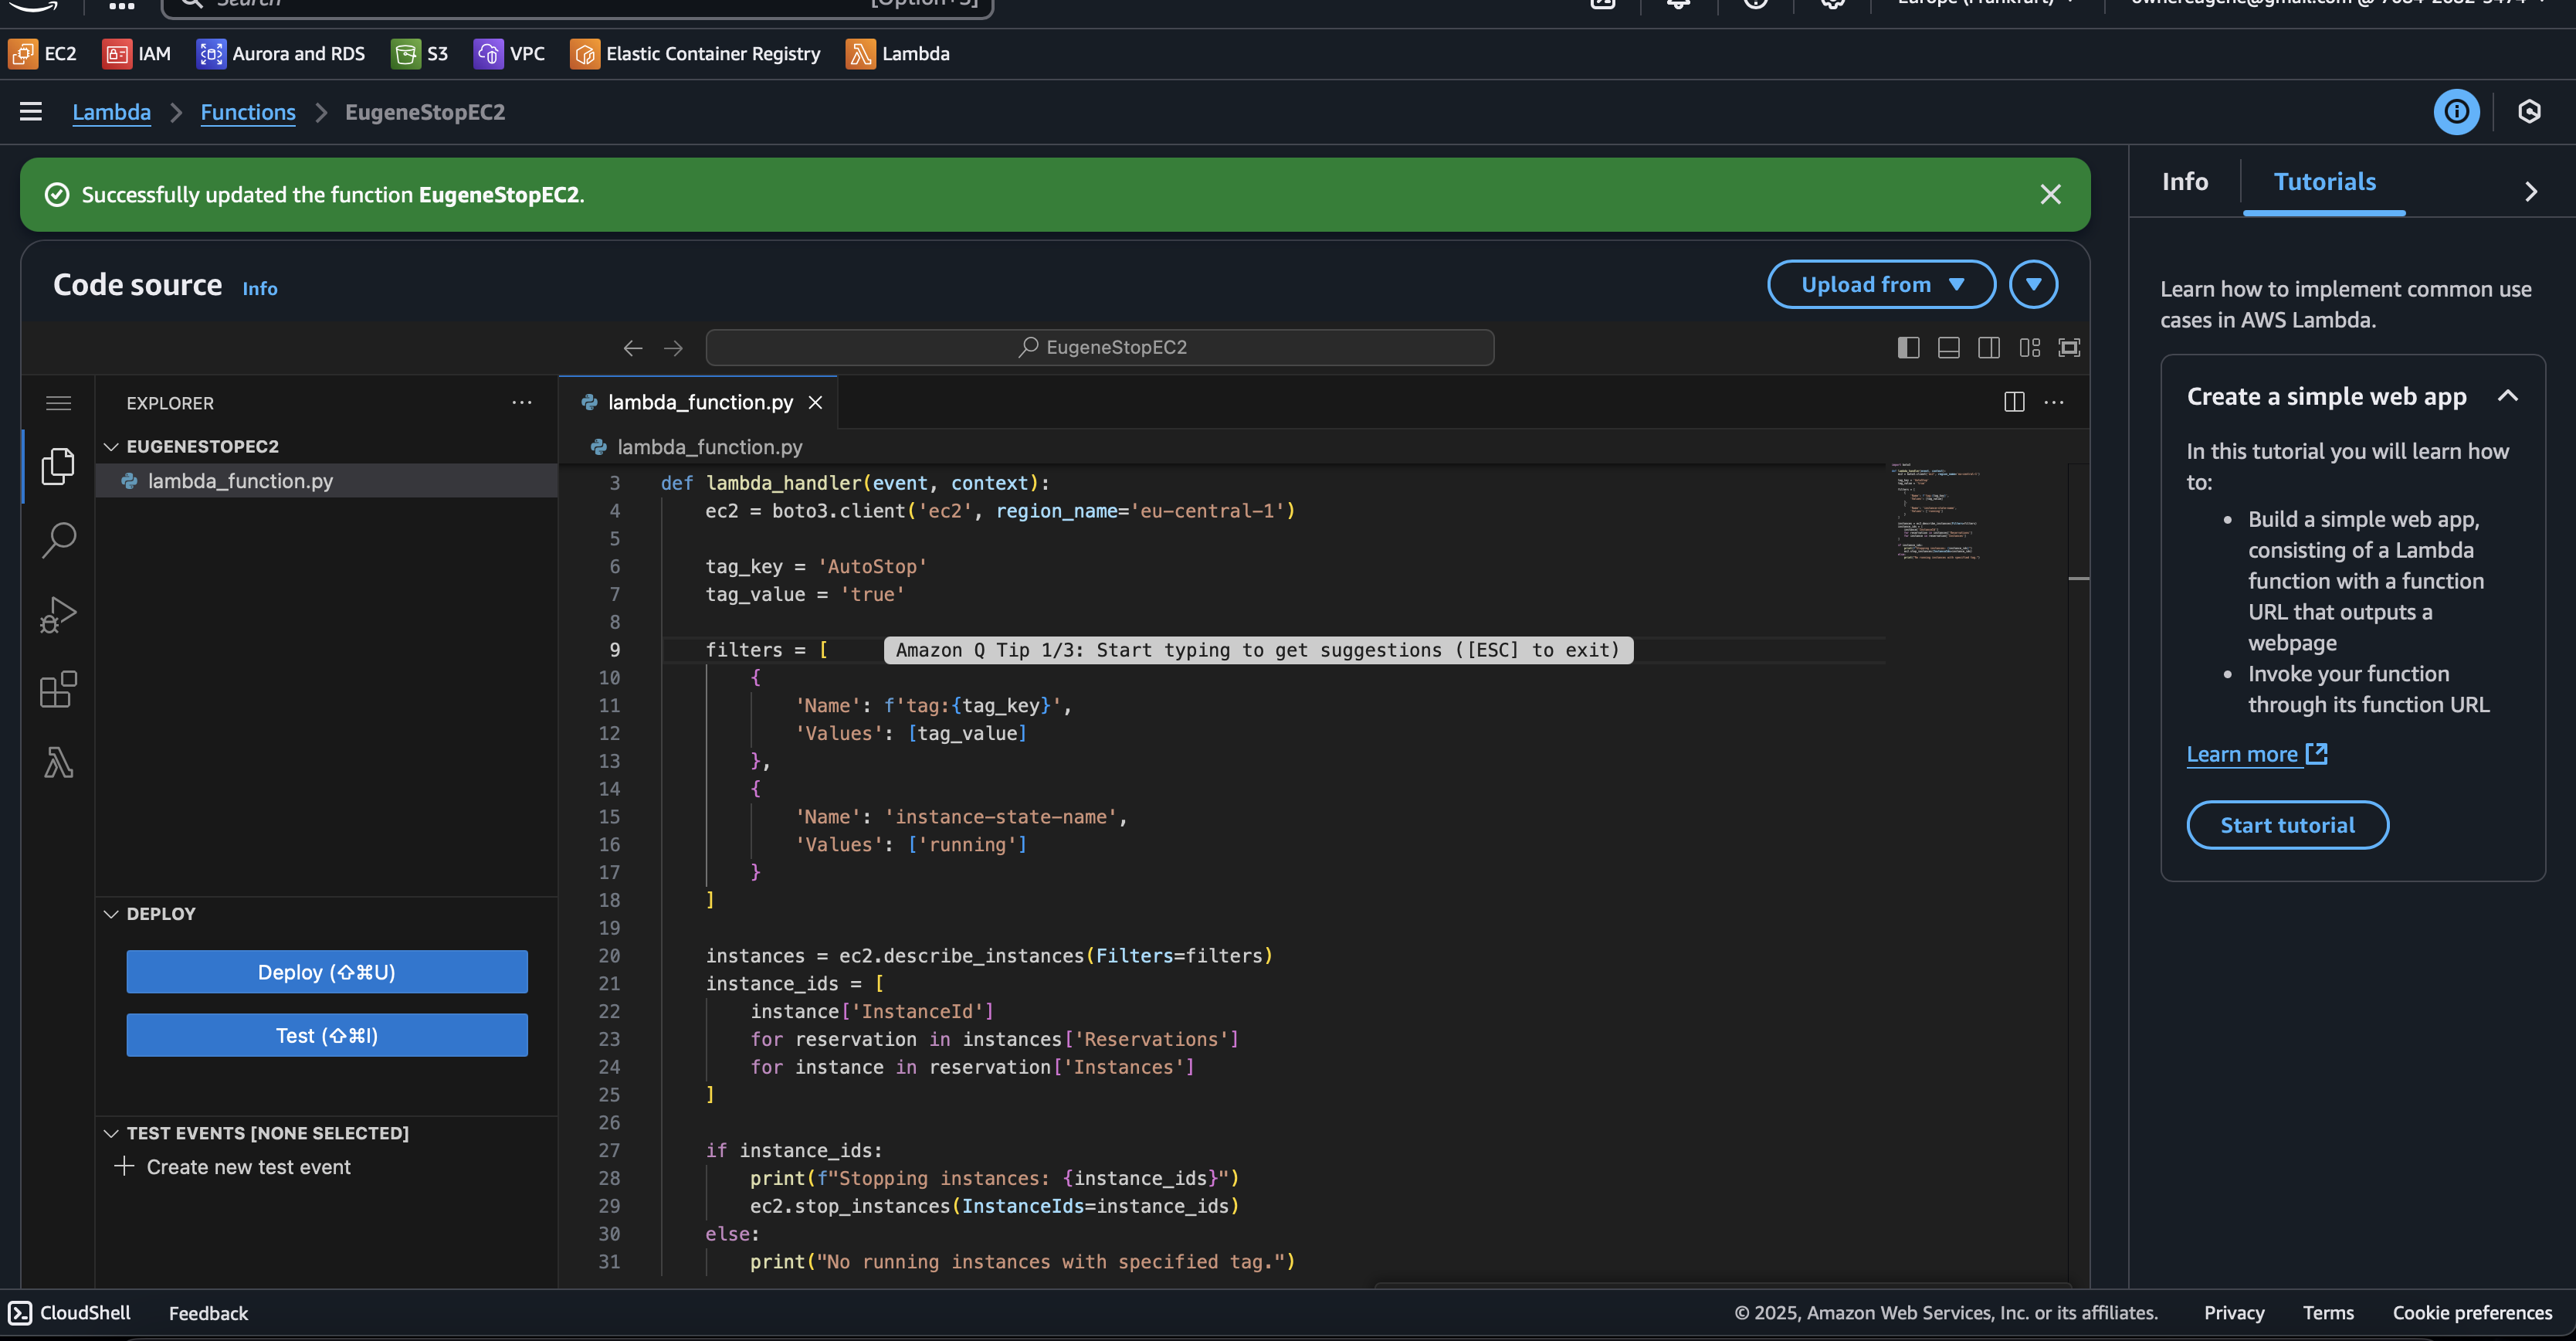 Search [Option+S] Europe (Frankfurt)
EC2 IAM Aurora and RDS S3 VPC Elastic Container Registry Lambda
Lambda Functions EugeneStopEC2
Successfully updated the function EugeneStopEC2.
Info Tutorials
Code source Info
Upload from
EugeneStopEC2
EXPLORER
lambda_function.py
EUGENESTOPEC2
lambda_function.py
lambda_function.py
3 def lambda_handler(event, context):
4 ec2 = boto3.client('ec2', region_name='eu-central-1')
5
6 tag_key = 'AutoStop'
7 tag_value = 'true'
8
9 filters = [ Amazon Q Tip 1/3: Start typing to get suggestions ([ESC] to exit)
10 {
11 'Name': f'tag:{tag_key}',
12 'Values': [tag_value]
13 },
14 {
15 'Name': 'instance-state-name',
16 'Values': ['running']
17 }
18 ]
19
20 instances = ec2.describe_instances(Filters=filters)
21 instance_ids = [
22 instance['InstanceId']
23 for reservation in instances['Reservations']
24 for instance in reservation['Instances']
25 ]
26
27 if instance_ids:
28 print(f"Stopping instances: {instance_ids}")
29 ec2.stop_instances(InstanceIds=instance_ids)
30 else:
31 print("No running instances with specified tag.")
DEPLOY
Deploy (⇧⌘U)
Test (⇧⌘I)
TEST EVENTS [NONE SELECTED]
Create new test event
Learn how to implement common use
cases in AWS Lambda.
Create a simple web app
In this tutorial you will learn how
to:
• Build a simple web app,
consisting of a Lambda
function with a function
URL that outputs a
webpage
• Invoke your function
through its function URL
Learn more
Start tutorial
CloudShell Feedback
© 2025, Amazon Web Services, Inc. or its affiliates. Privacy Terms Cookie preferences